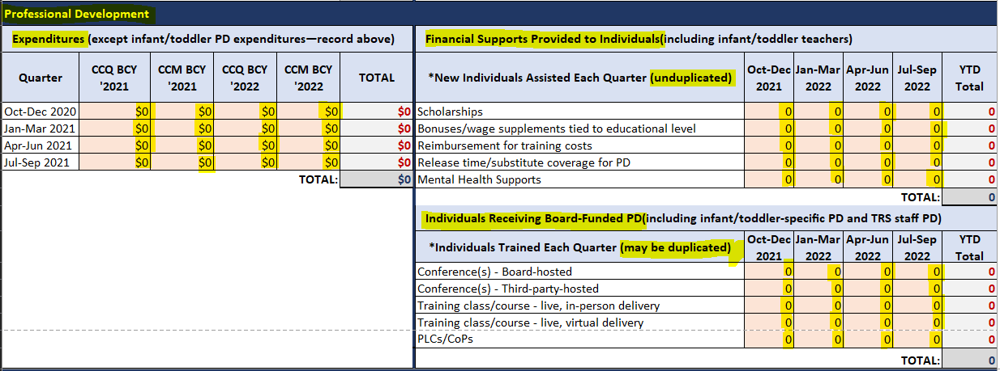 Professional Development
Expenditures (except infant/toddler PD expenditures—record above)
Quarter CCQ BCY '2021 CCM BCY '2021 CCQ BCY '2022 CCM BCY '2022 TOTAL
Oct-Dec 2020 $0 $0 $0 $0 $0
Jan-Mar 2021 $0 $0 $0 $0 $0
Apr-Jun 2021 $0 $0 $0 $0 $0
Jul-Sep 2021 $0 $0 $0 $0 $0
TOTAL: $0
Financial Supports Provided to Individuals(including infant/toddler teachers)
*New Individuals Assisted Each Quarter (unduplicated) Oct-Dec 2021 Jan-Mar 2022 Apr-Jun 2022 Jul-Sep 2022 YTD Total
Scholarships 0 0 0 0 0
Bonuses/wage supplements tied to educational level 0 0 0 0 0
Reimbursement for training costs 0 0 0 0 0
Release time/substitute coverage for PD 0 0 0 0 0
Mental Health Supports 0 0 0 0 0
TOTAL: 0
Individuals Receiving Board-Funded PD(including infant/toddler-specific PD and TRS staff PD)
*Individuals Trained Each Quarter (may be duplicated) Oct-Dec 2021 Jan-Mar 2022 Apr-Jun 2022 Jul-Sep 2022 YTD Total
Conference(s) - Board-hosted 0 0 0 0 0
Conference(s) - Third-party-hosted 0 0 0 0 0
Training class/course - live, in-person delivery 0 0 0 0 0
Training class/course - live, virtual delivery 0 0 0 0 0
PLCs/CoPs 0 0 0 0 0
TOTAL: 0